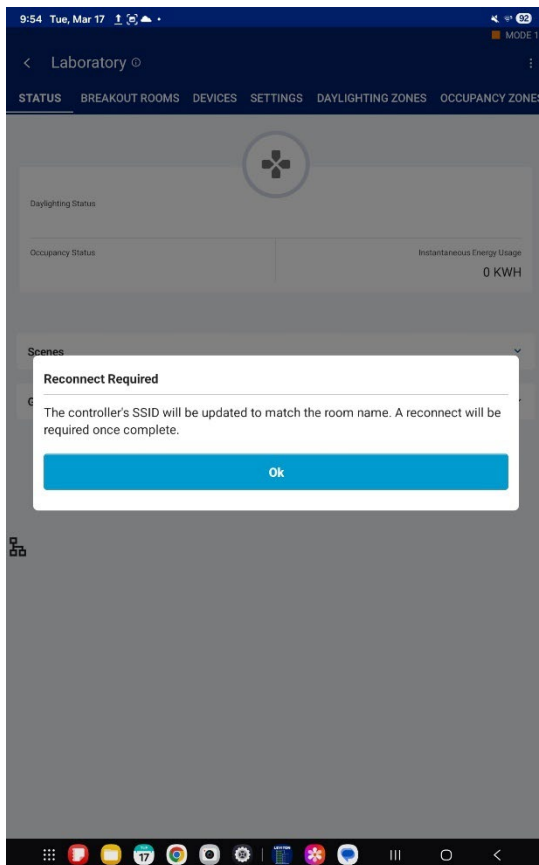 9:54 Tue, Mar 17
92
MODE 1
Laboratory
STATUS BREAKOUT ROOMS DEVICES SETTINGS DAYLIGHTING ZONES OCCUPANCY ZONES
Daylighting Status
Occupancy Status
Instantaneous Energy Usage
0 KWH
Scenes
G
Reconnect Required
The controller's SSID will be updated to match the room name. A reconnect will be
required once complete.
Ok
17